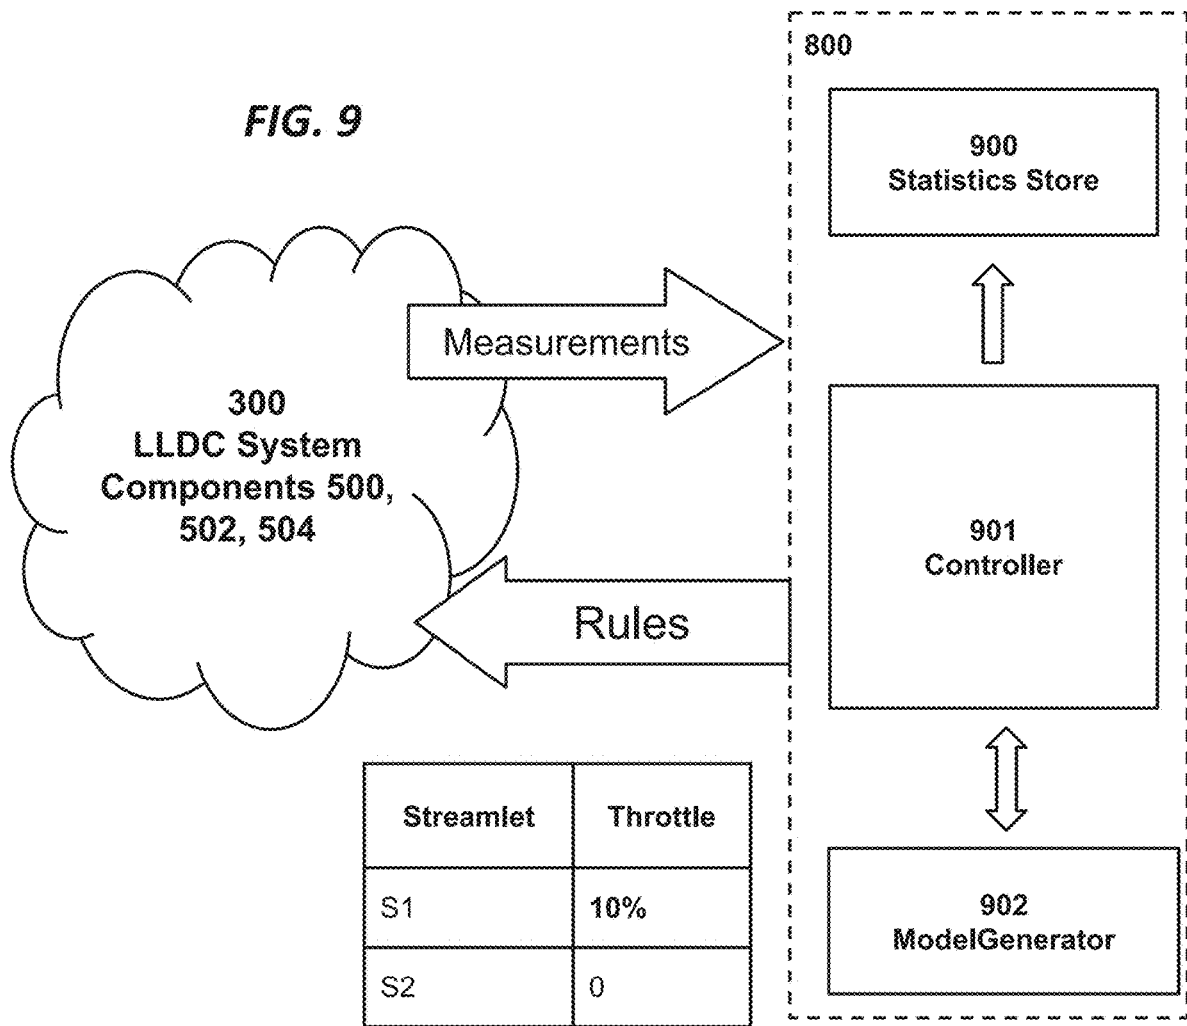 FIG. 9
800
900
Statistics Store
Measurements
300
LLDC System
Components 500,
502, 504
901
Controller
Rules
Streamlet Throttle
S1 10%
S2 0
902
ModelGenerator